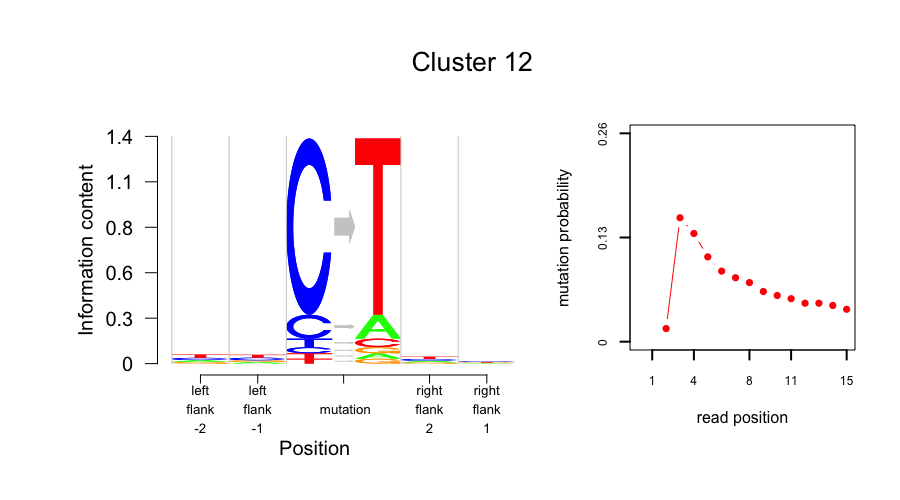 Cluster 12
Information content
1.4
1.1
0.8
0.6
0.3
0
C T
C A
T C
C G
T A
G
left
flank
-2
left
flank
-1
mutation
right
flank
2
right
flank
1
Position
mutation probability
0.26
0.13
0
1 4 8 11 15
read position